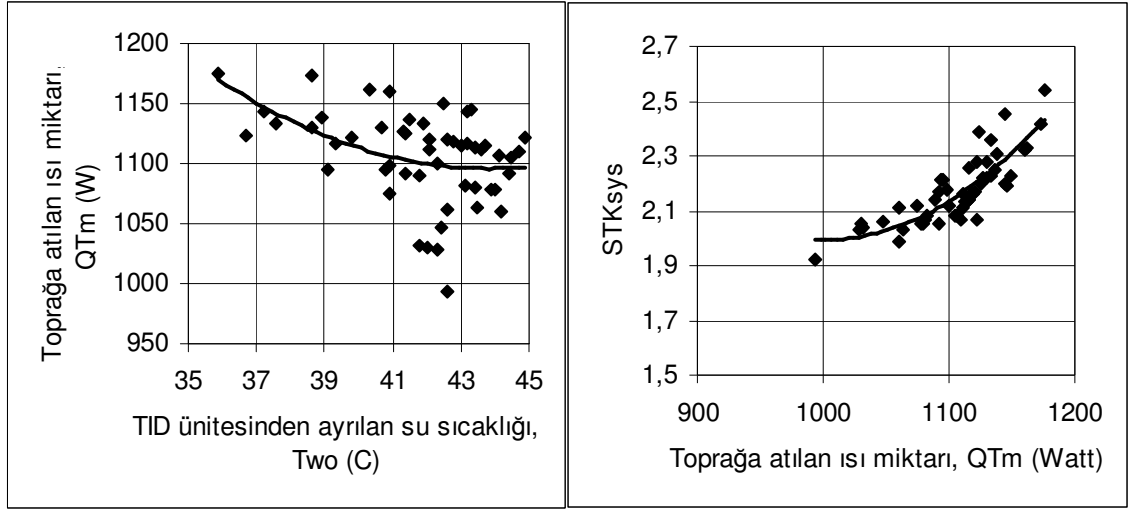 Toprağa atılan ısı miktarı,
QTm (W)
1200
1150
1100
1050
1000
950
35 37 39 41 43 45
TID ünitesinden ayrılan su sıcaklığı,
Two (C)
STKsys
2,7
2,5
2,3
2,1
1,9
1,7
1,5
900 1000 1100 1200
Toprağa atılan ısı miktarı, QTm (Watt)